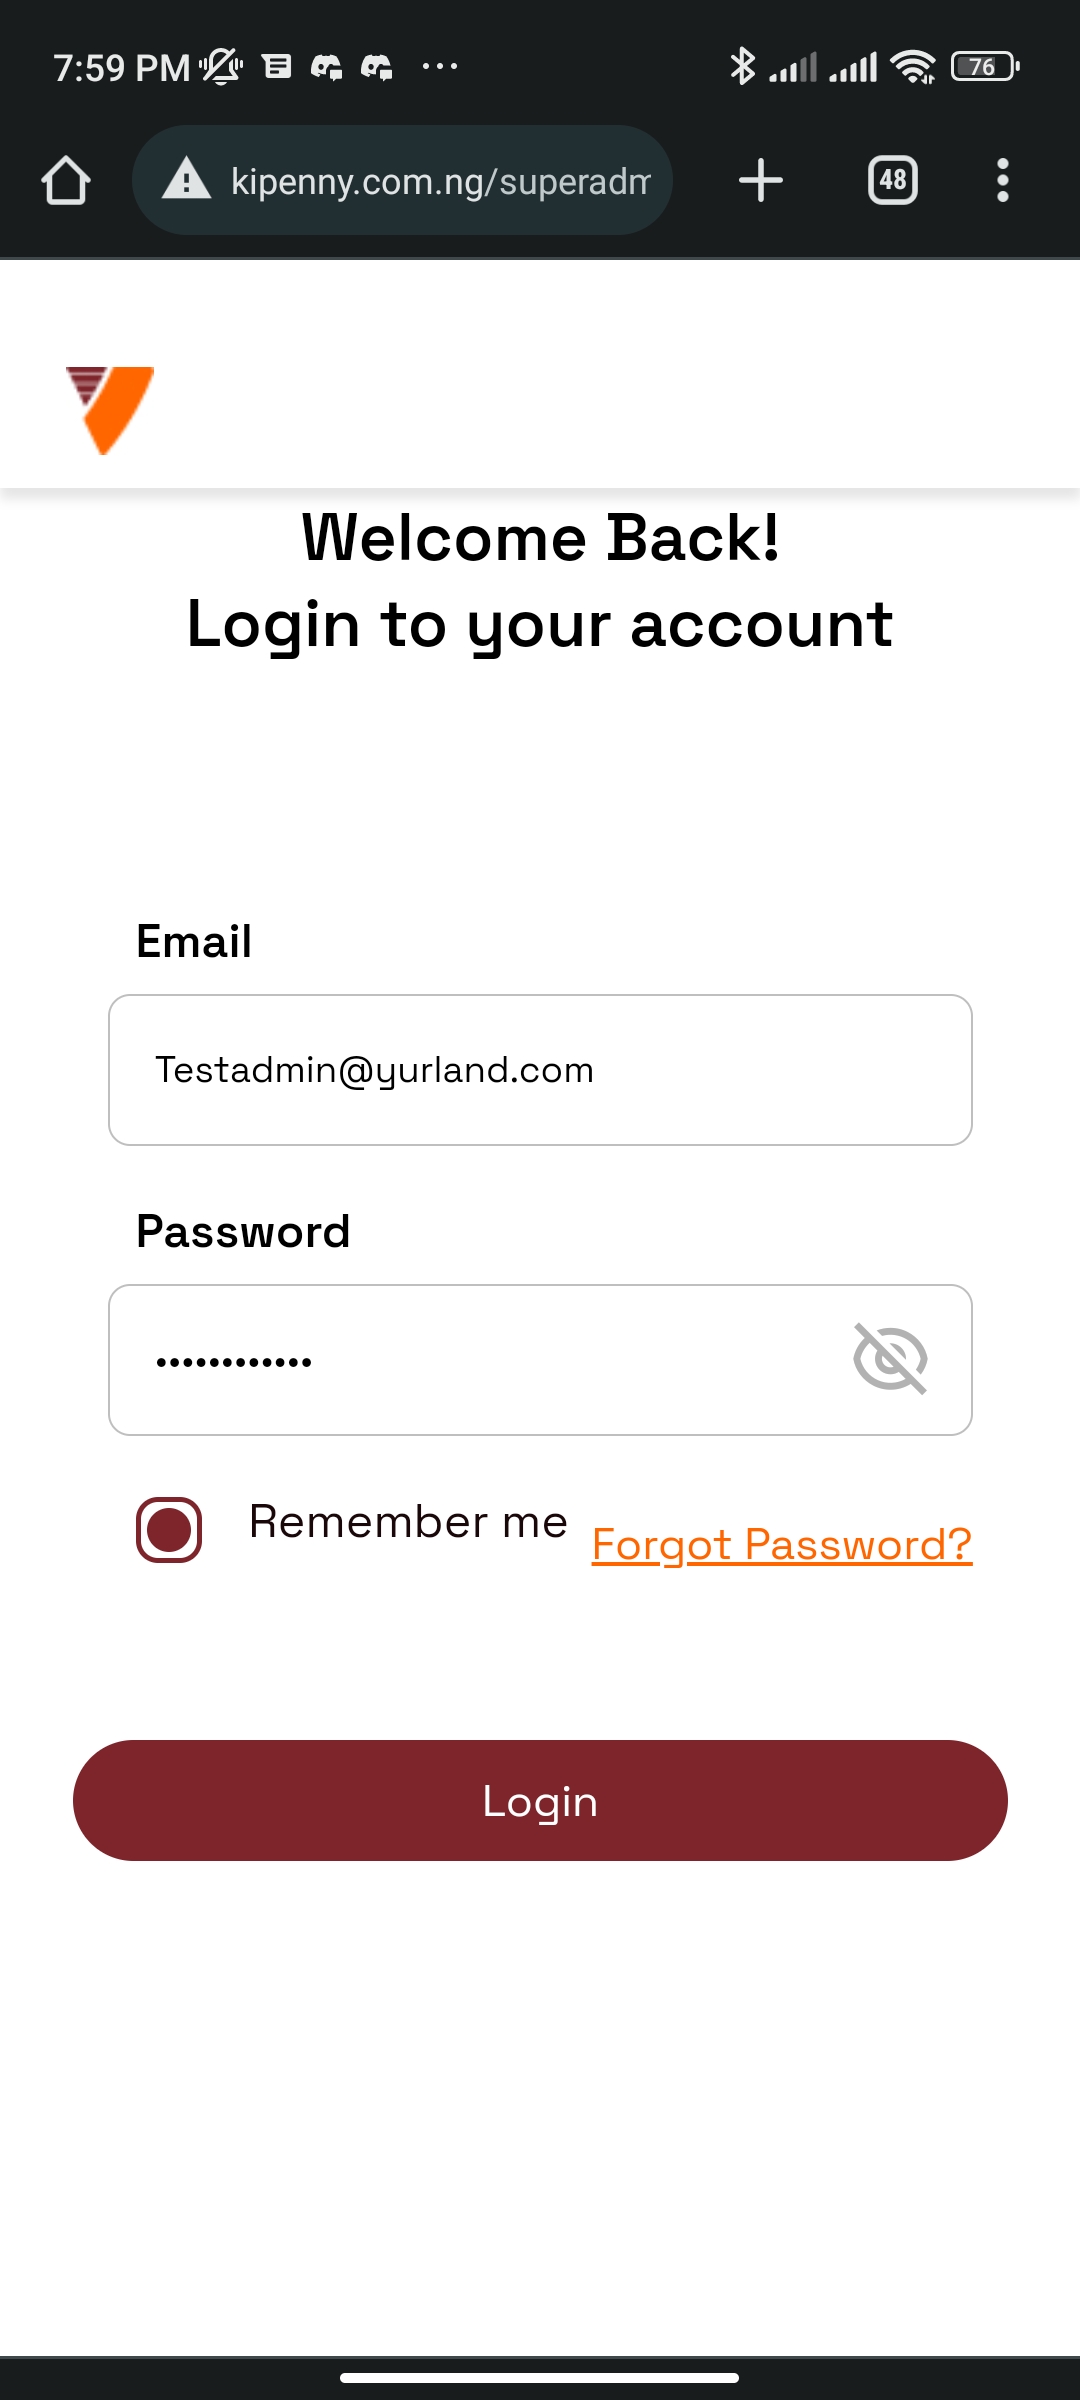 7:59 PM
76
kipenny.com.ng/superadm
48
Welcome Back!
Login to your account
Email
Testadmin@yurland.com
Password
••••••••••••
Remember me
Forgot Password?
Login